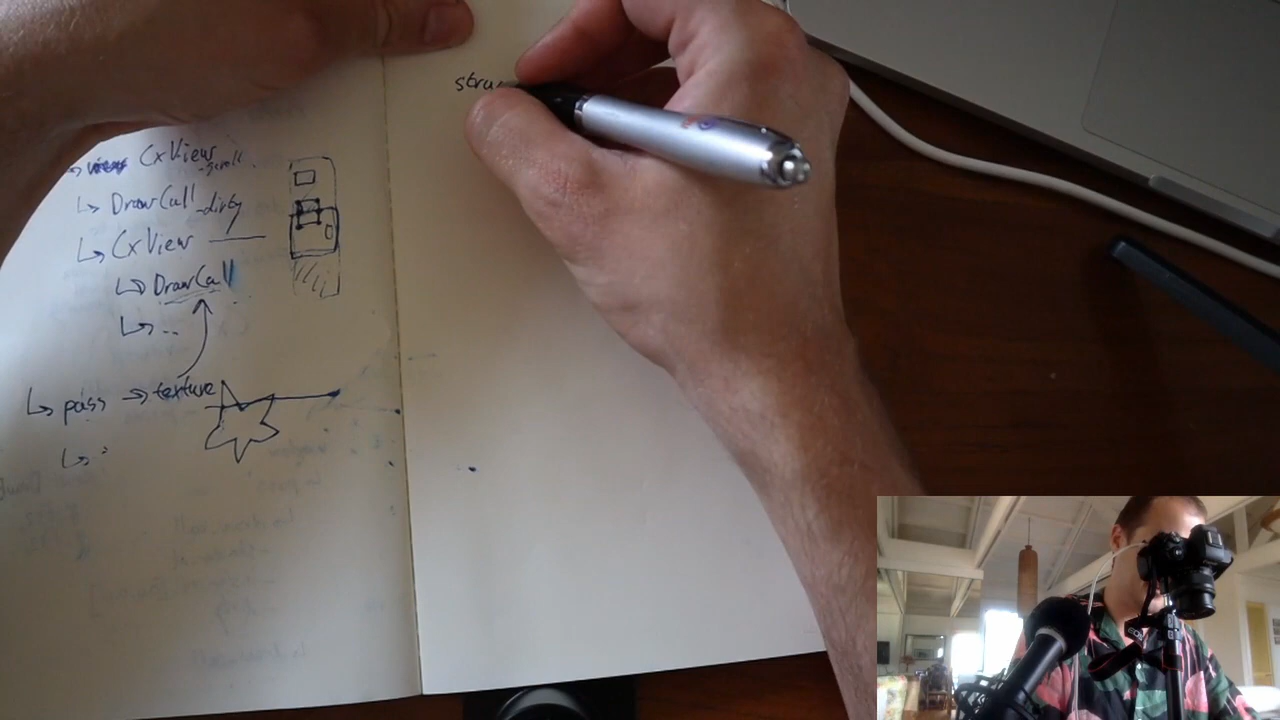 ↳ CxView -scroll
↳ DrawCall -dirty
↳ CxView
↳ DrawCall
↳ ..
↳ pass → texture
↳
stru